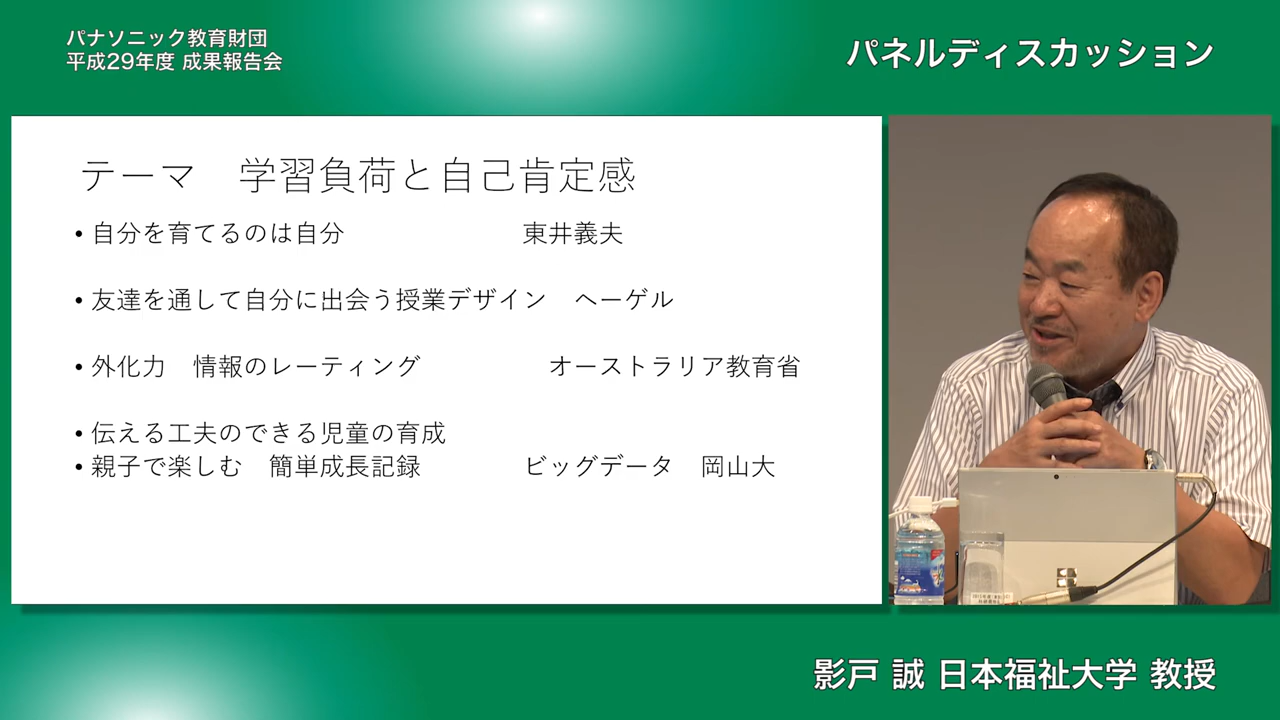 パナソニック教育財団
平成29年度 成果報告会
パネルディスカッション
テーマ 学習負荷と自己肯定感
• 自分を育てるのは自分 東井義夫
• 友達を通して自分に出会う授業デザイン ヘーゲル
• 外化力 情報のレーティング オーストラリア教育省
• 伝える工夫のできる児童の育成
• 親子で楽しむ 簡単成長記録 ビッグデータ 岡山大
影戸 誠 日本福祉大学 教授